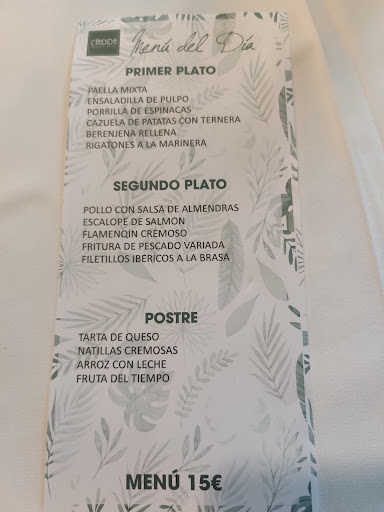 CÁNDIDA
Menú del Día
PRIMER PLATO
PAELLA MIXTA
ENSALADILLA DE PULPO
PORRILLA DE ESPINACAS
CAZUELA DE PATATAS CON TERNERA
BERENJENA RELLENA
RIGATONES A LA MARINERA
SEGUNDO PLATO
POLLO CON SALSA DE ALMENDRAS
ESCALOPE DE SALMON
FLAMENQIN CREMOSO
FRITURA DE PESCADO VARIADA
FILETILLOS IBERICOS A LA BRASA
POSTRE
TARTA DE QUESO
NATILLAS CREMOSAS
ARROZ CON LECHE
FRUTA DEL TIEMPO
MENÚ 15€